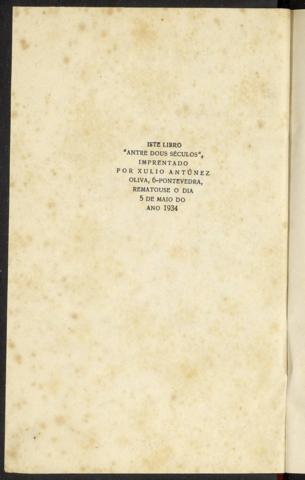 ISTE LIBRO
"ANTRE DOUS SÉCULOS",
IMPRENTADO
POR XULIO ANTÚNEZ
OLIVA, 6-PONTEVEDRA,
REMATOUSE O DIA
5 DE MAIO DO
ANO 1934